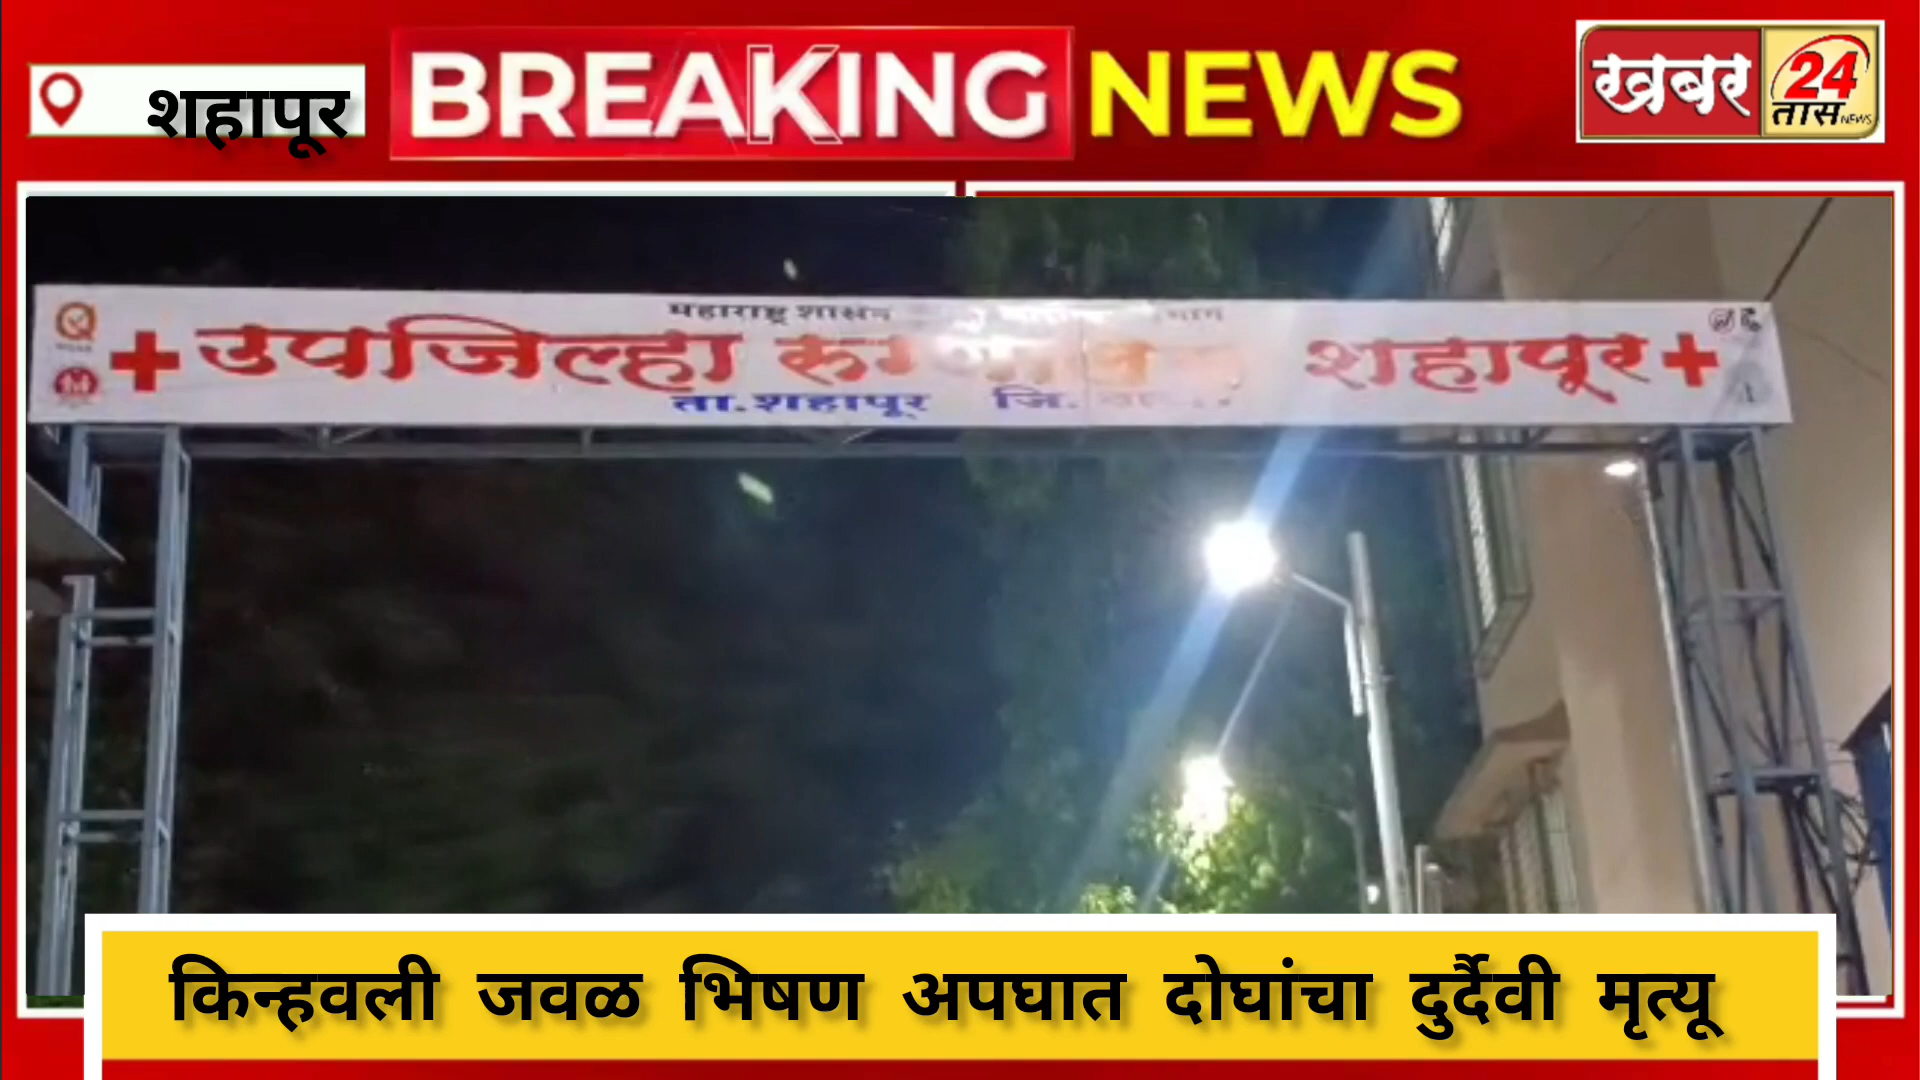 शहापूर
BREAKING NEWS
खबर 24 तास NEWS
महाराष्ट्र शासन
उपजिल्हा शहापूर
ता.शहापूर जि.
किन्हवली जवळ भिषण अपघात दोघांचा दुर्दैवी मृत्यू